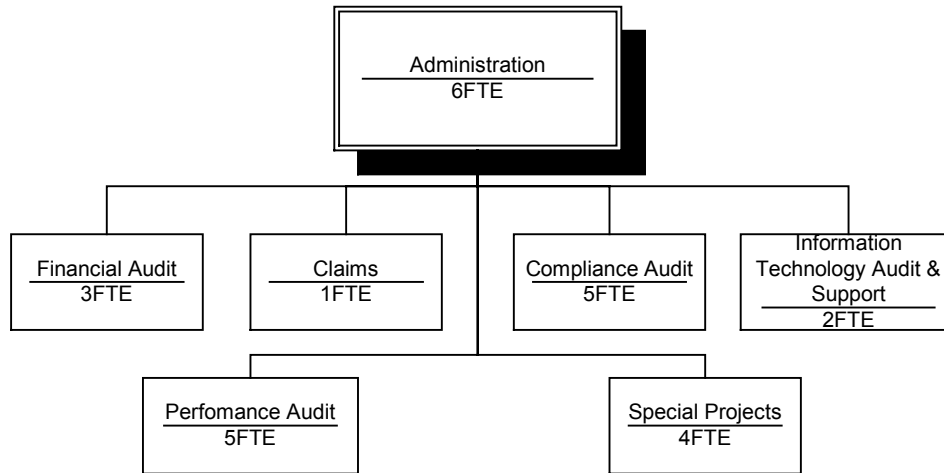 Administration
6FTE
Financial Audit
3FTE
Claims
1FTE
Compliance Audit
5FTE
Information
Technology Audit &
Support
2FTE
Perfomance Audit
5FTE
Special Projects
4FTE